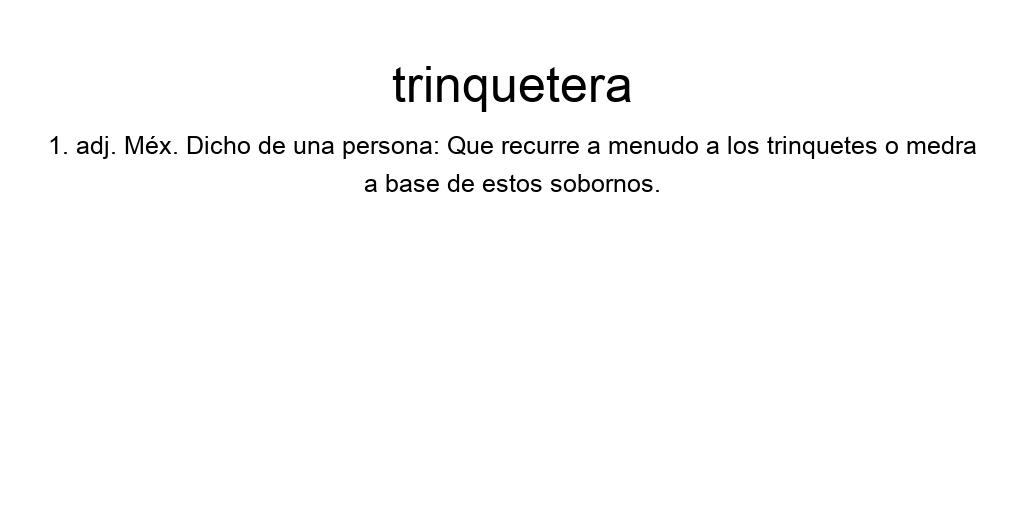 trinquetera
1. adj. Méx. Dicho de una persona: Que recurre a menudo a los trinquetes o medra
a base de estos sobornos.